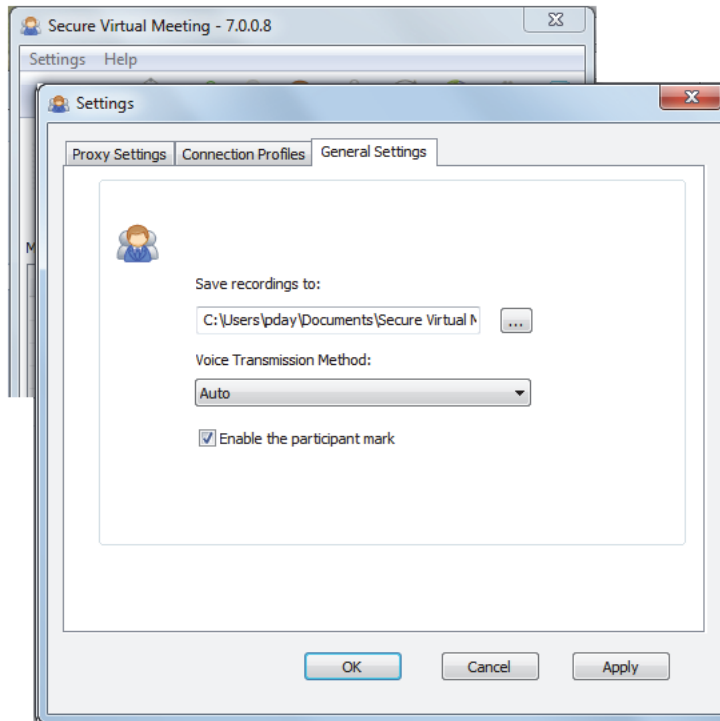 Secure Virtual Meeting - 7.0.0.8
Settings Help
Settings
Proxy Settings Connection Profiles General Settings
Save recordings to:
C:\Users\pday\Documents\Secure Virtual
...
Voice Transmission Method:
Auto
Enable the participant mark
OK Cancel Apply